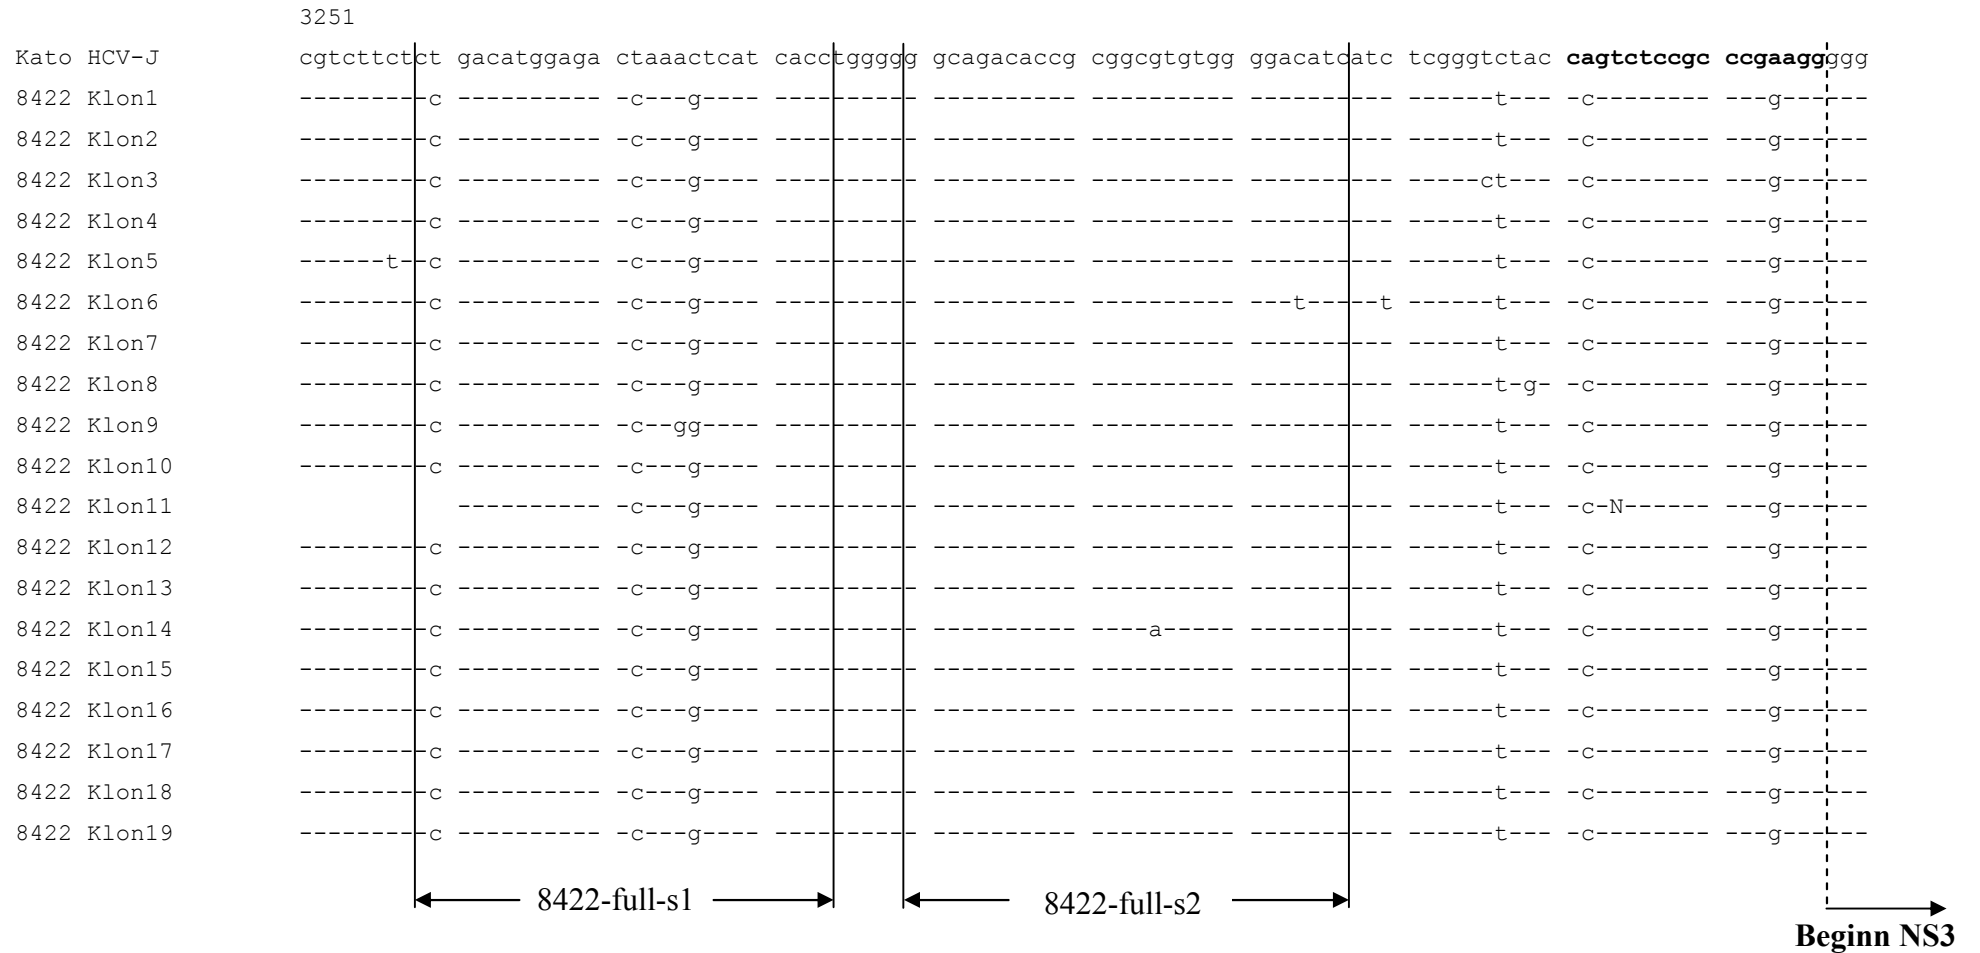 3251
Kato HCV-J cgtcttctct gacatggaga ctaaactcat cacctggggg gcagacaccg cggcgtgtgg ggacatcatc tcgggtctac cagtctccgc ccgaaggggg
8422 Klon1 ---------c ---------- -c---g---- ---------- ---------- ---------- ---------- ------t--- -c-------- ---g------
8422 Klon2 ---------c ---------- -c---g---- ---------- ---------- ---------- ---------- ------t--- -c-------- ---g------
8422 Klon3 ---------c ---------- -c---g---- ---------- ---------- ---------- ---------- -----ct--- -c-------- ---g------
8422 Klon4 ---------c ---------- -c---g---- ---------- ---------- ---------- ---------- ------t--- -c-------- ---g------
8422 Klon5 ------t--c ---------- -c---g---- ---------- ---------- ---------- ---------- ------t--- -c-------- ---g------
8422 Klon6 ---------c ---------- -c---g---- ---------- ---------- ---------- ---t-----t ------t--- -c-------- ---g------
8422 Klon7 ---------c ---------- -c---g---- ---------- ---------- ---------- ---------- ------t--- -c-------- ---g------
8422 Klon8 ---------c ---------- -c---g---- ---------- ---------- ---------- ---------- ------t-g- -c-------- ---g------
8422 Klon9 ---------c ---------- -c--gg---- ---------- ---------- ---------- ---------- ------t--- -c-------- ---g------
8422 Klon10 ---------c ---------- -c---g---- ---------- ---------- ---------- ---------- ------t--- -c-------- ---g------
8422 Klon11 ---------- -c---g---- ---------- ---------- ---------- ---------- ------t--- -c-N------ ---g------
8422 Klon12 ---------c ---------- -c---g---- ---------- ---------- ---------- ---------- ------t--- -c-------- ---g------
8422 Klon13 ---------c ---------- -c---g---- ---------- ---------- ---------- ---------- ------t--- -c-------- ---g------
8422 Klon14 ---------c ---------- -c---g---- ---------- ---------- ----a----- ---------- ------t--- -c-------- ---g------
8422 Klon15 ---------c ---------- -c---g---- ---------- ---------- ---------- ---------- ------t--- -c-------- ---g------
8422 Klon16 ---------c ---------- -c---g---- ---------- ---------- ---------- ---------- ------t--- -c-------- ---g------
8422 Klon17 ---------c ---------- -c---g---- ---------- ---------- ---------- ---------- ------t--- -c-------- ---g------
8422 Klon18 ---------c ---------- -c---g---- ---------- ---------- ---------- ---------- ------t--- -c-------- ---g------
8422 Klon19 ---------c ---------- -c---g---- ---------- ---------- ---------- ---------- ------t--- -c-------- ---g------
8422-full-s1 8422-full-s2
Beginn NS3